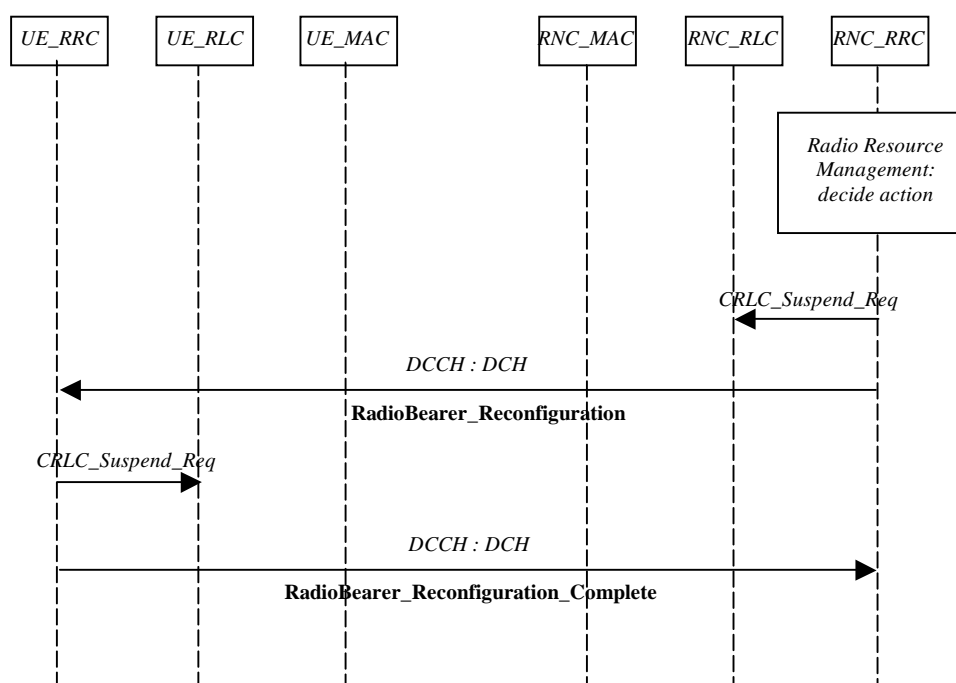 UE_RRC
UE_RLC
UE_MAC
RNC_MAC
RNC_RLC
RNC_RRC
Radio Resource
Management:
decide action
CRLC_Suspend_Req
DCCH : DCH
RadioBearer_Reconfiguration
CRLC_Suspend_Req
DCCH : DCH
RadioBearer_Reconfiguration_Complete